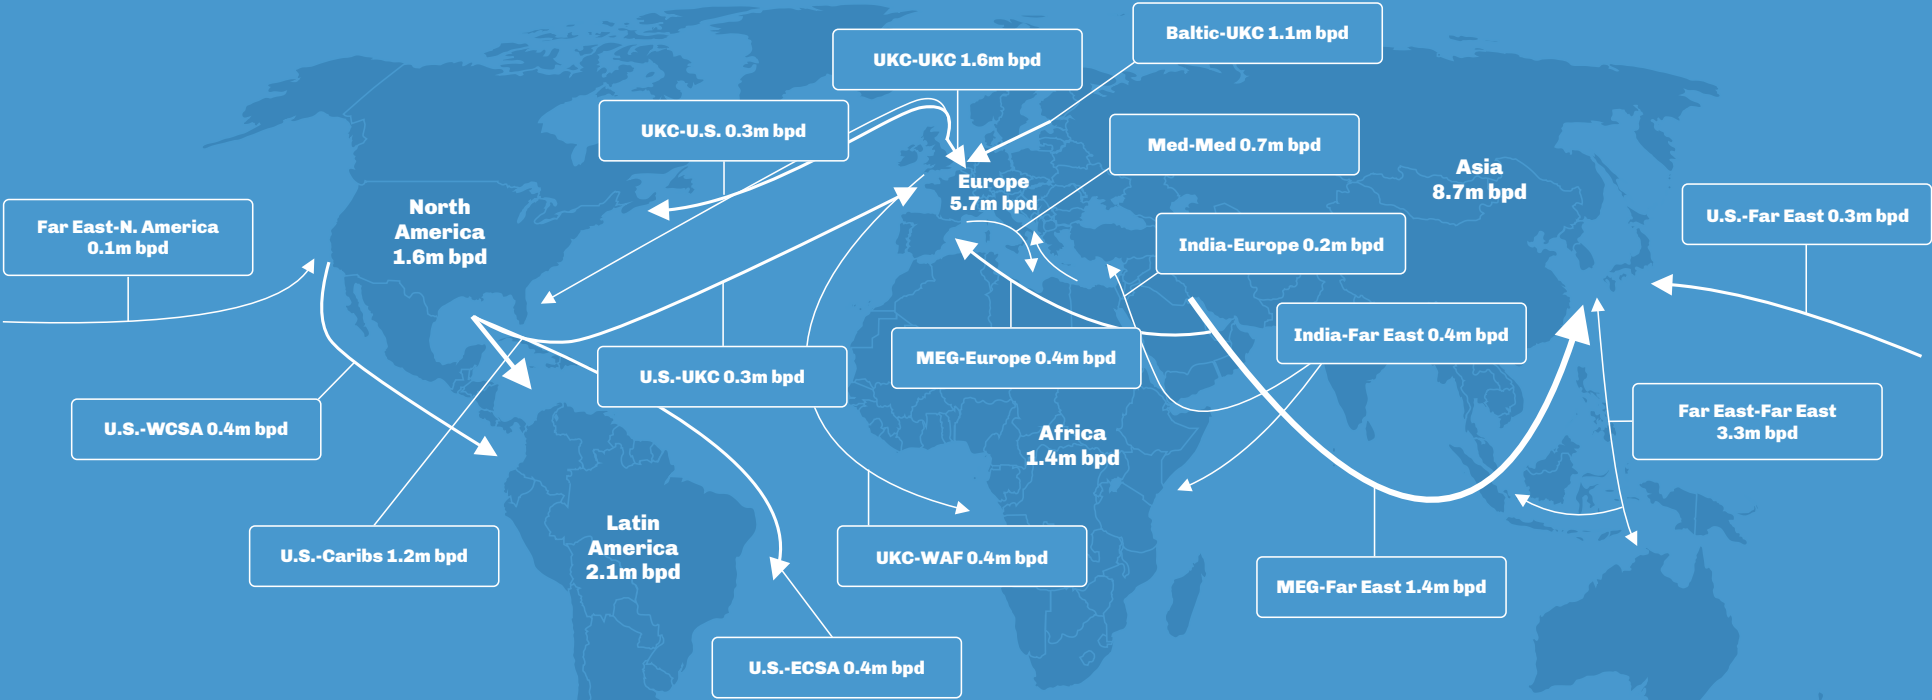 Baltic-UKC 1.1m bpd
UKC-UKC 1.6m bpd
UKC-U.S. 0.3m bpd
Med-Med 0.7m bpd
Asia
8.7m bpd
Europe
5.7m bpd
North
America
1.6m bpd
Far East-N. America
0.1m bpd
U.S.-Far East 0.3m bpd
India-Europe 0.2m bpd
India-Far East 0.4m bpd
MEG-Europe 0.4m bpd
U.S.-UKC 0.3m bpd
U.S.-WCSA 0.4m bpd
Far East-Far East
3.3m bpd
Africa
1.4m bpd
Latin
America
2.1m bpd
U.S.-Caribs 1.2m bpd
UKC-WAF 0.4m bpd
MEG-Far East 1.4m bpd
U.S.-ECSA 0.4m bpd